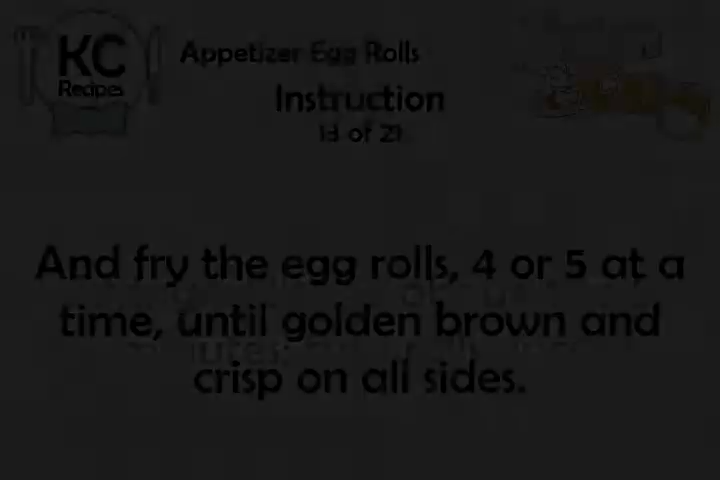 KC
Recipes
Appetizer Egg Rolls
Instruction
of 21
And fry the egg rolls, 4 or 5 at a
time, until golden brown and
crisp on all sides.